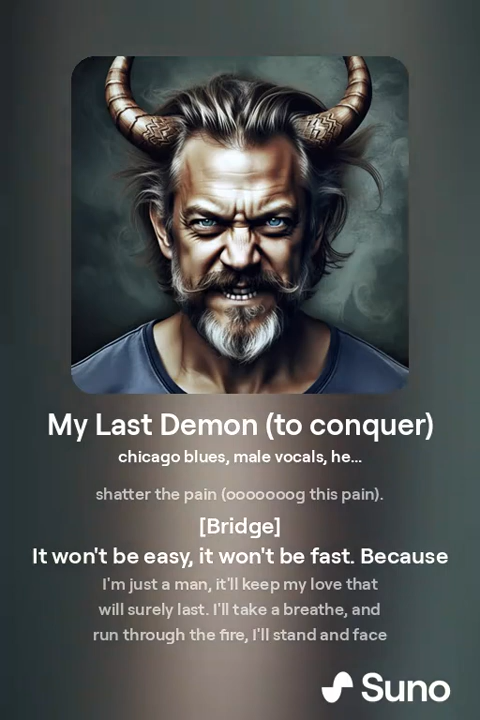 My Last Demon (to conquer)
chicago blues, male vocals, he...
shatter the pain (ooooooog this pain).
[Bridge]
It won't be easy, it won't be fast. Because
I'm just a man, it'll keep my love that
will surely last. I'll take a breathe, and
run through the fire, I'll stand and face
Suno